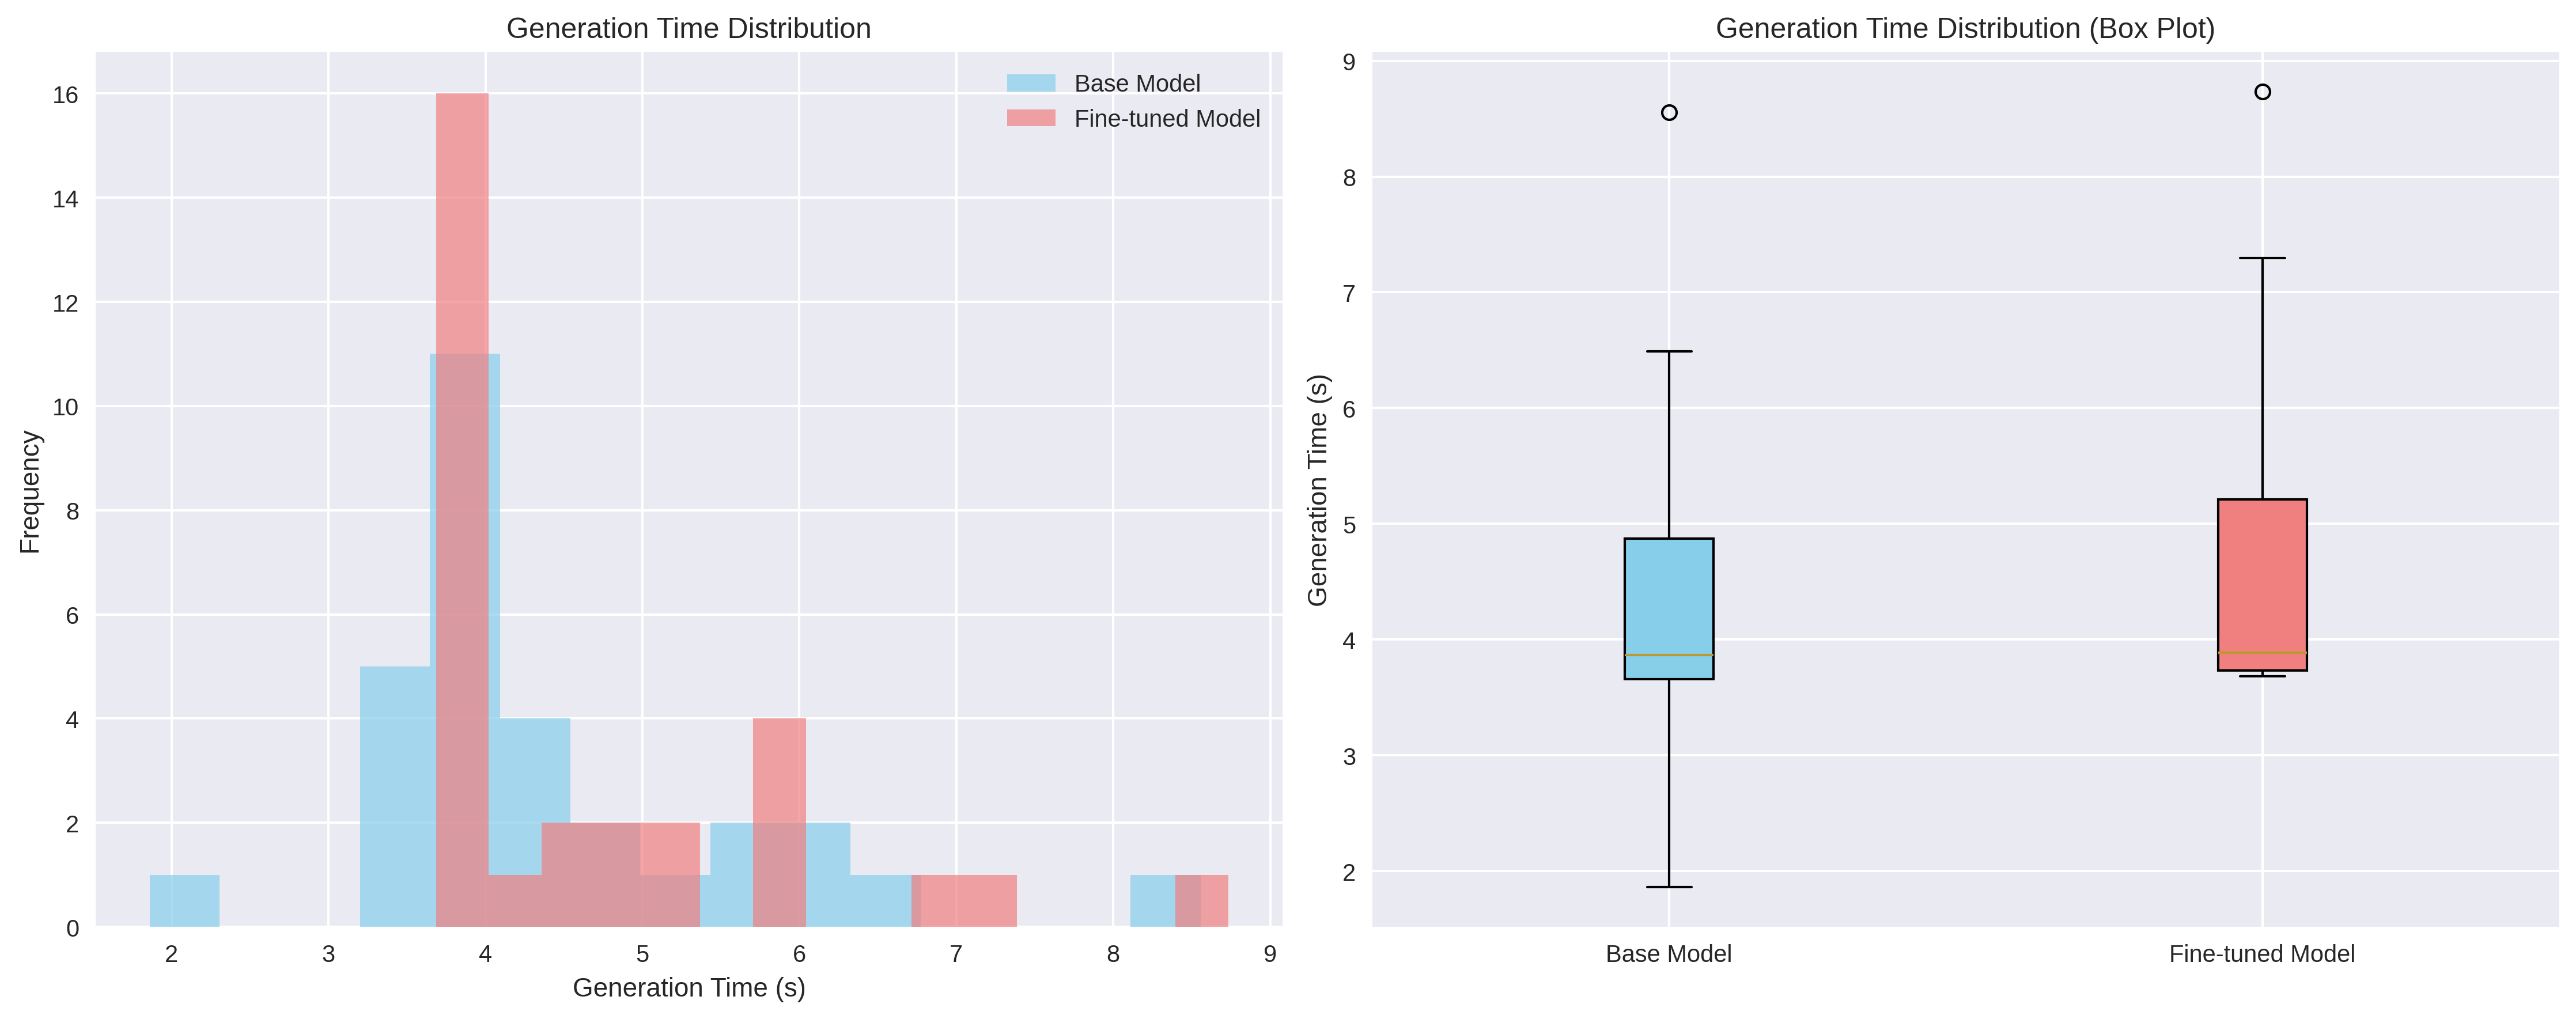 Generation Time Distribution
Base Model
Fine-tuned Model
16
14
12
10
8
6
4
2
0
Frequency
2 3 4 5 6 7 8 9
Generation Time (s)
Generation Time Distribution (Box Plot)
9
8
7
6
5
4
3
2
Generation Time (s)
Base Model Fine-tuned Model